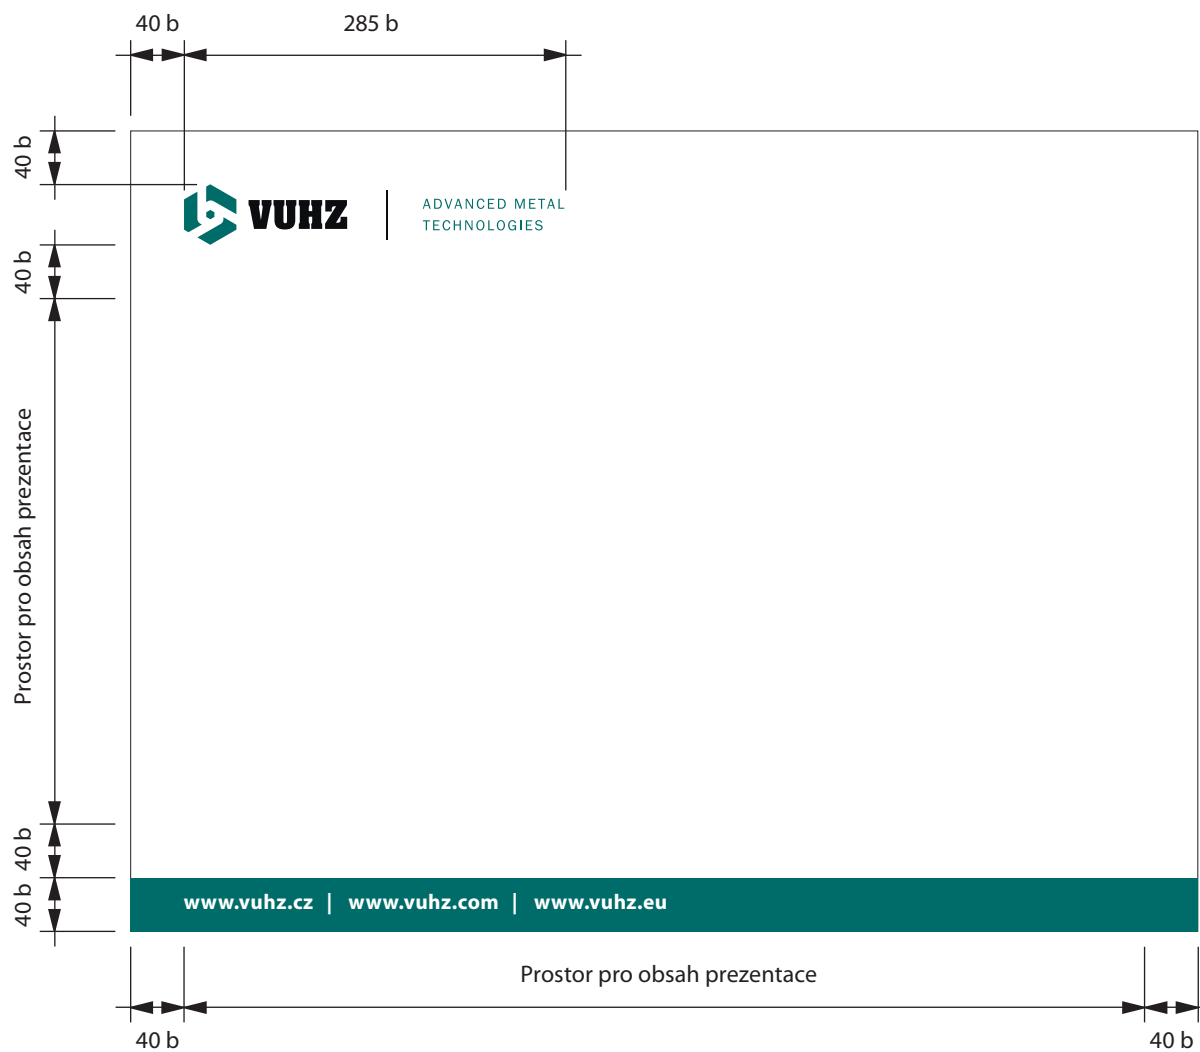 40 b
285 b
40 b
VUHZ
ADVANCED METAL
TECHNOLOGIES
40 b
Prostor pro obsah prezentace
40 b
40 b
www.vuhz.cz | www.vuhz.com | www.vuhz.eu
Prostor pro obsah prezentace
40 b
40 b